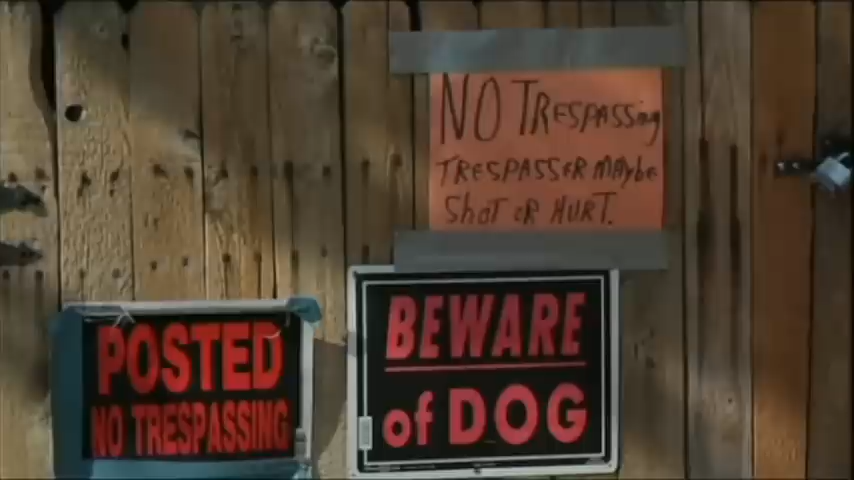 NO TRESPASSing
TRESPASSER MAybe
Shot oR HURT.
POSTED
NO TRESPASSING
BEWARE
of DOG